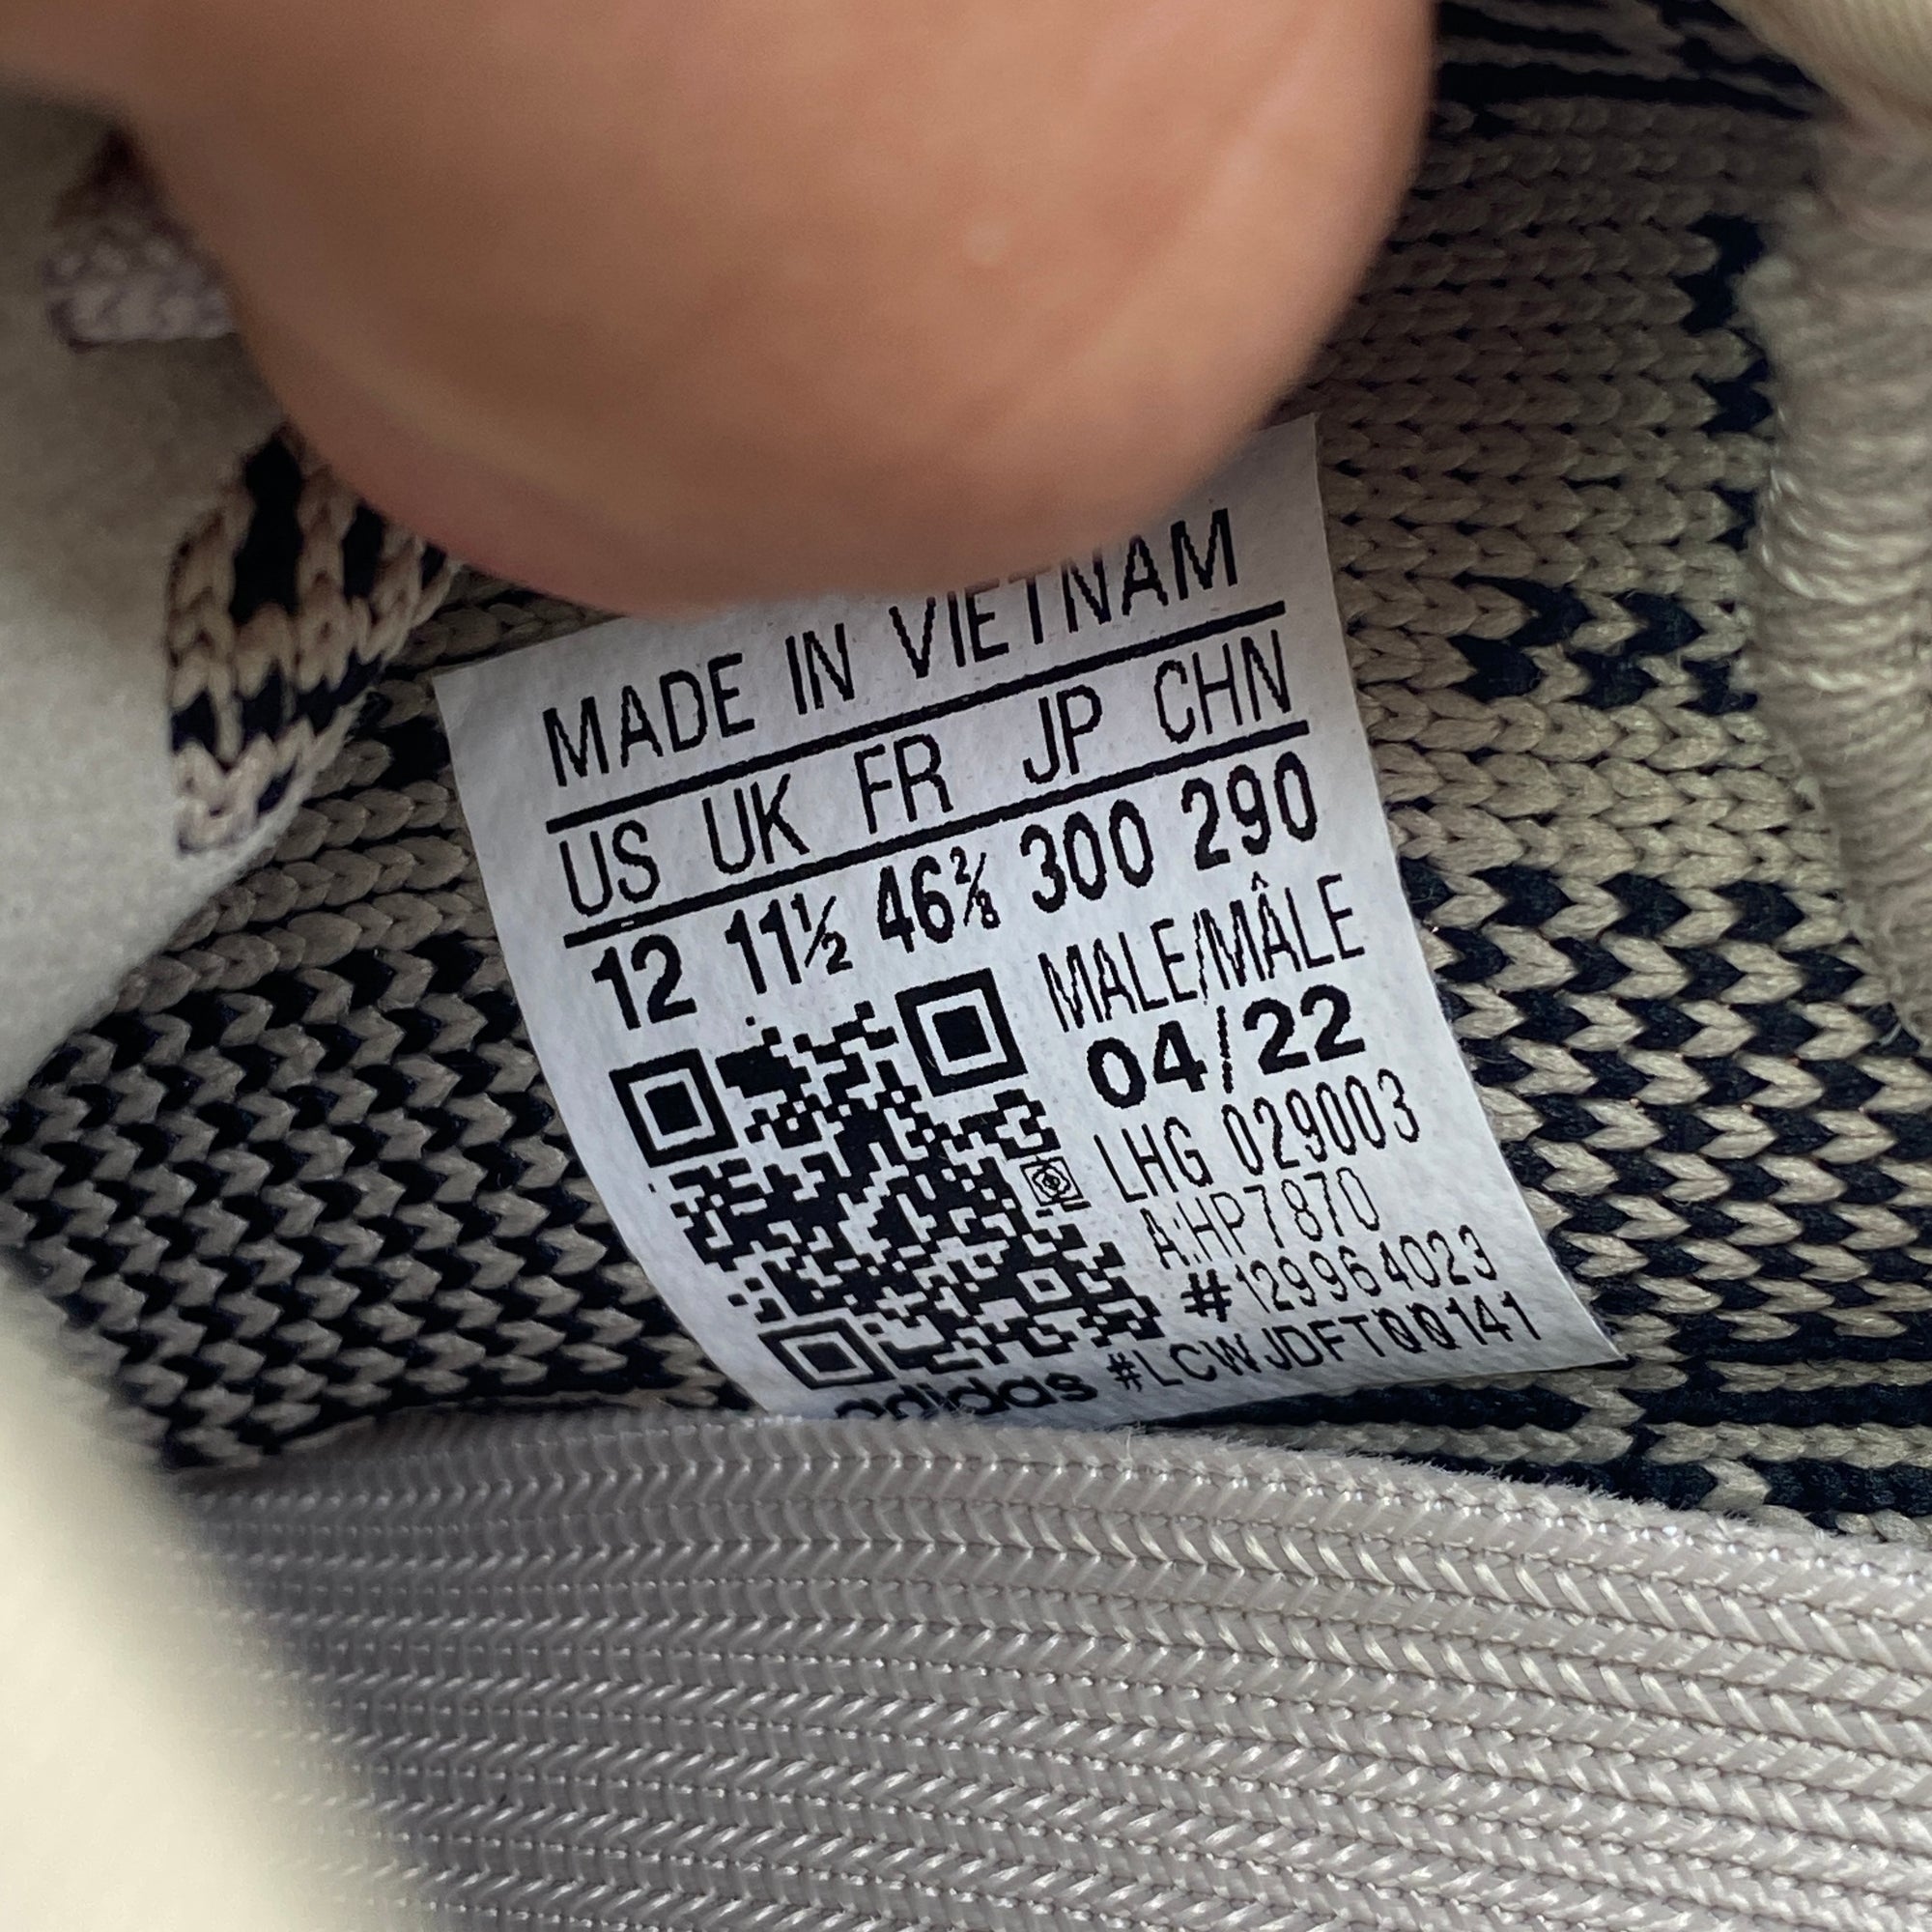 MADE IN VIETNAM
US UK FR JP CHN
12 11½ 46⅔ 300 290
MALE/MÂLE
04/22
LHG 029003
A:HP7870
#129964023
#LCWJDFT00141
adidas